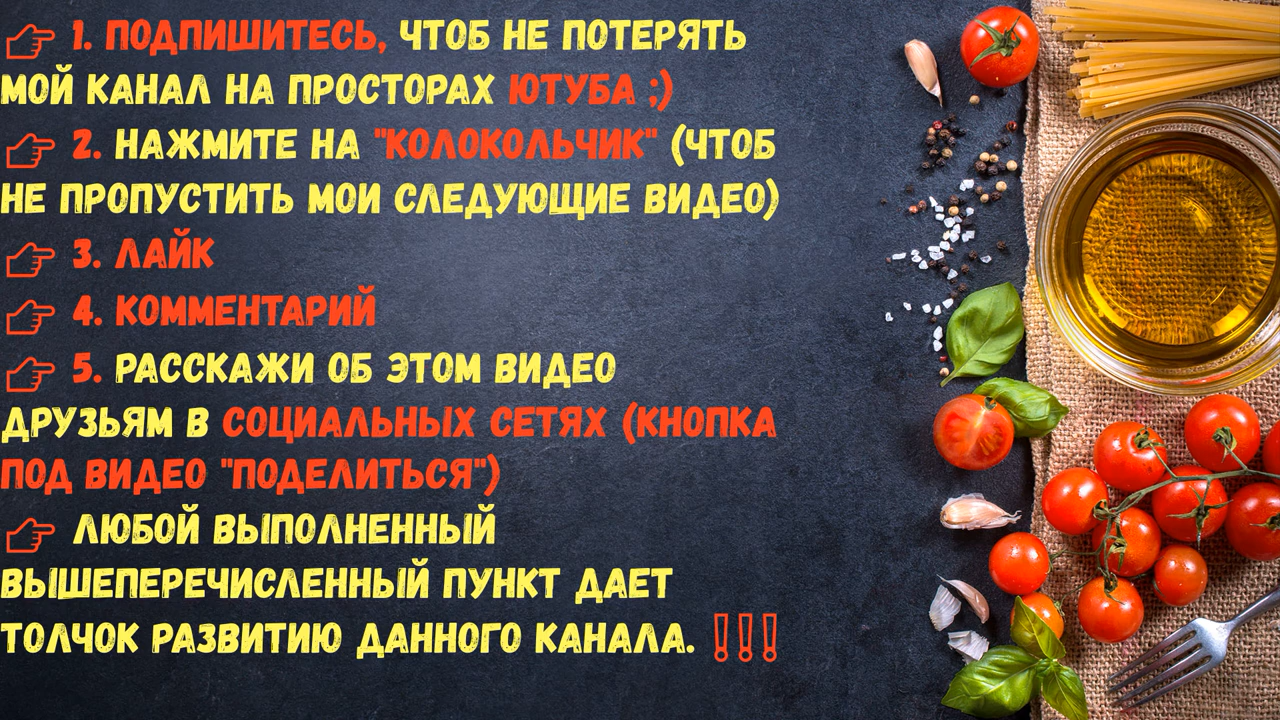 👉 1. ПОДПИШИТЕСЬ, ЧТОБ НЕ ПОТЕРЯТЬ
МОЙ КАНАЛ НА ПРОСТОРАХ ЮТУБА ;)
👉 2. НАЖМИТЕ НА "КОЛОКОЛЬЧИК" (ЧТОБ
НЕ ПРОПУСТИТЬ МОИ СЛЕДУЮЩИЕ ВИДЕО)
👉 3. ЛАЙК
👉 4. КОММЕНТАРИЙ
👉 5. РАССКАЖИ ОБ ЭТОМ ВИДЕО
ДРУЗЬЯМ В СОЦИАЛЬНЫХ СЕТЯХ (КНОПКА
ПОД ВИДЕО "ПОДЕЛИТЬСЯ")
👉 ЛЮБОЙ ВЫПОЛНЕННЫЙ
ВЫШЕПЕРЕЧИСЛЕННЫЙ ПУНКТ ДАЕТ
ТОЛЧОК РАЗВИТИЮ ДАННОГО КАНАЛА. ❗❗❗